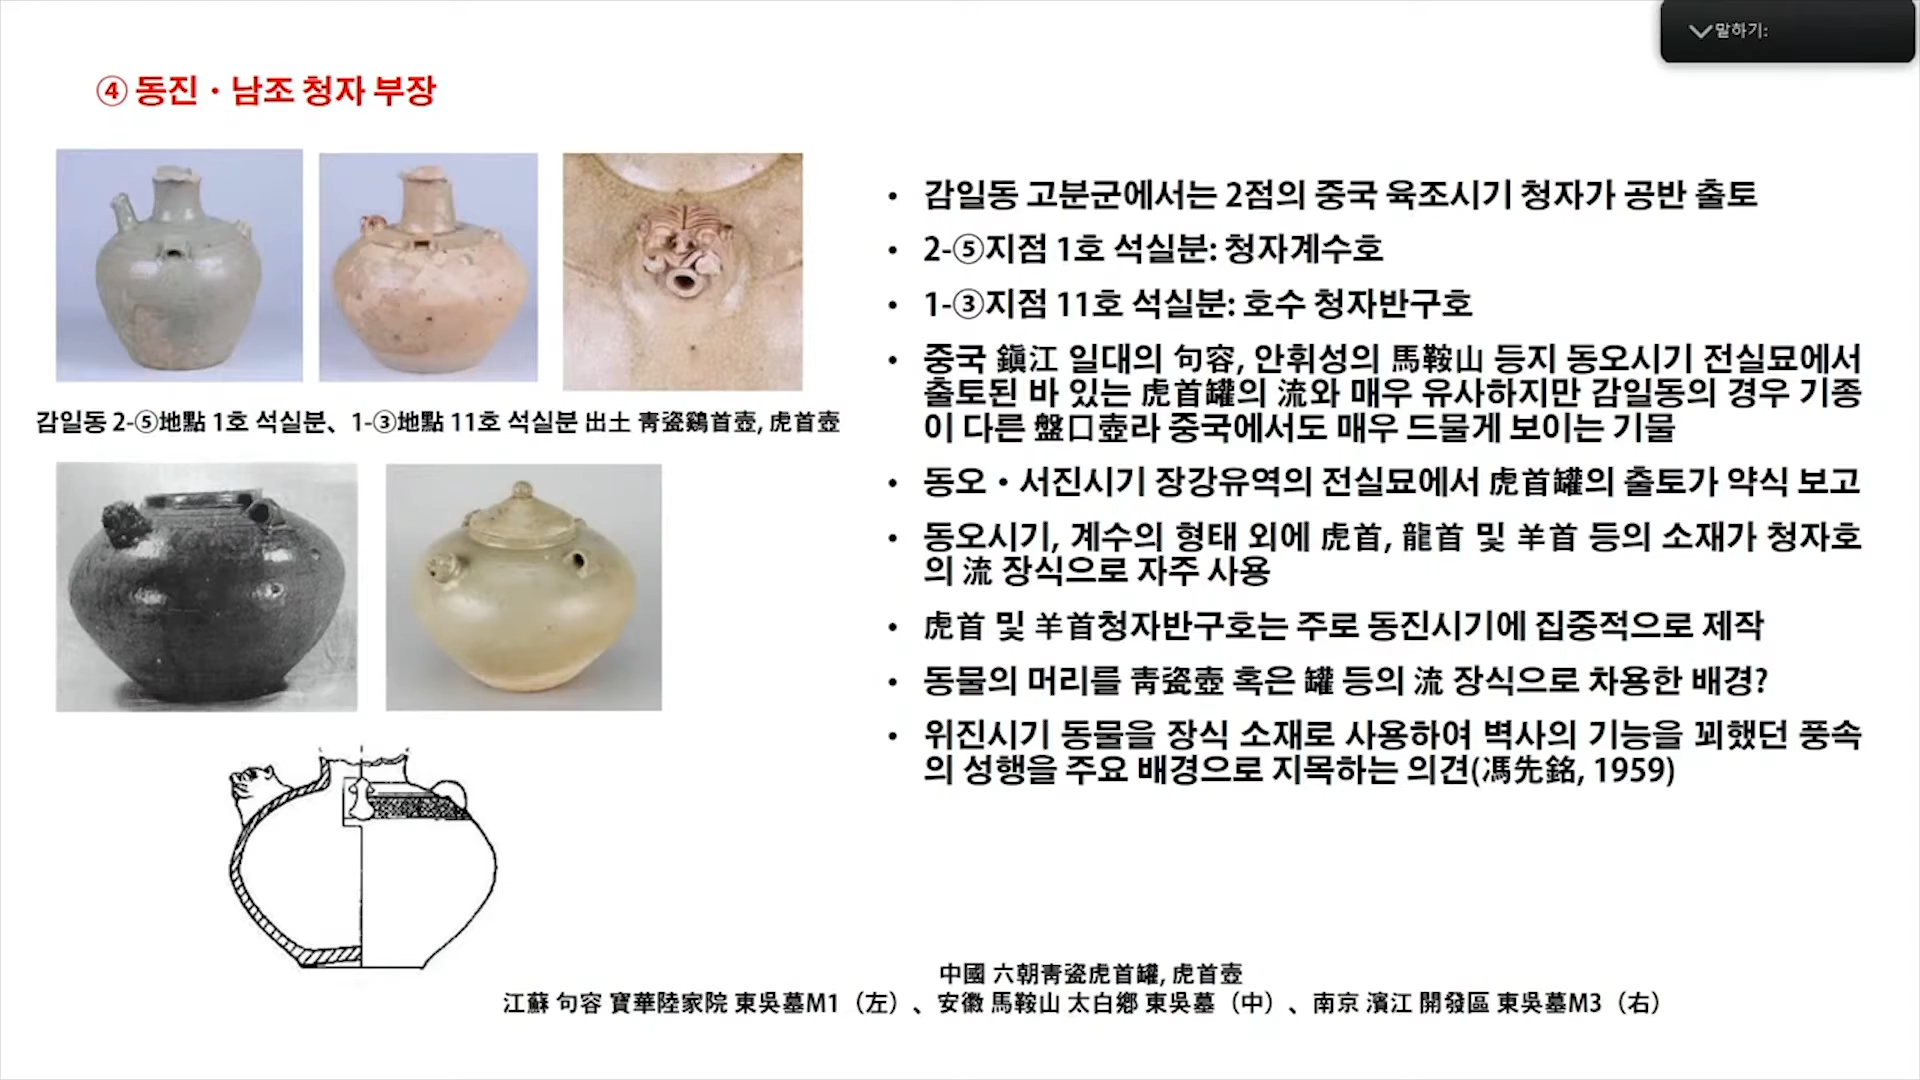 말하기:
④ 동진・남조 청자 부장
감일동 2-⑤地點 1호 석실분、1-③地點 11호 석실분 出土 靑瓷鷄首壺, 虎首壺
• 감일동 고분군에서는 2점의 중국 육조시기 청자가 공반 출토
• 2-⑤지점 1호 석실분: 청자계수호
• 1-③지점 11호 석실분: 호수 청자반구호
• 중국 鎭江 일대의 句容, 안휘성의 馬鞍山 등지 동오시기 전실묘에서
출토된 바 있는 虎首罐의 流와 매우 유사하지만 감일동의 경우 기종
이 다른 盤口壺라 중국에서도 매우 드물게 보이는 기물
• 동오・서진시기 장강유역의 전실묘에서 虎首罐의 출토가 약식 보고
• 동오시기, 계수의 형태 외에 虎首, 龍首 및 羊首 등의 소재가 청자호
의 流 장식으로 자주 사용
• 虎首 및 羊首청자반구호는 주로 동진시기에 집중적으로 제작
• 동물의 머리를 靑瓷壺 혹은 罐 등의 流 장식으로 차용한 배경?
• 위진시기 동물을 장식 소재로 사용하여 벽사의 기능을 꾀했던 풍속
의 성행을 주요 배경으로 지목하는 의견(馮先銘, 1959)
中國 六朝靑瓷虎首罐, 虎首壺
江蘇 句容 寶華陸家院 東吳墓M1（左）、安徽 馬鞍山 太白鄕 東吳墓（中）、南京 濱江 開發區 東吳墓M3（右）